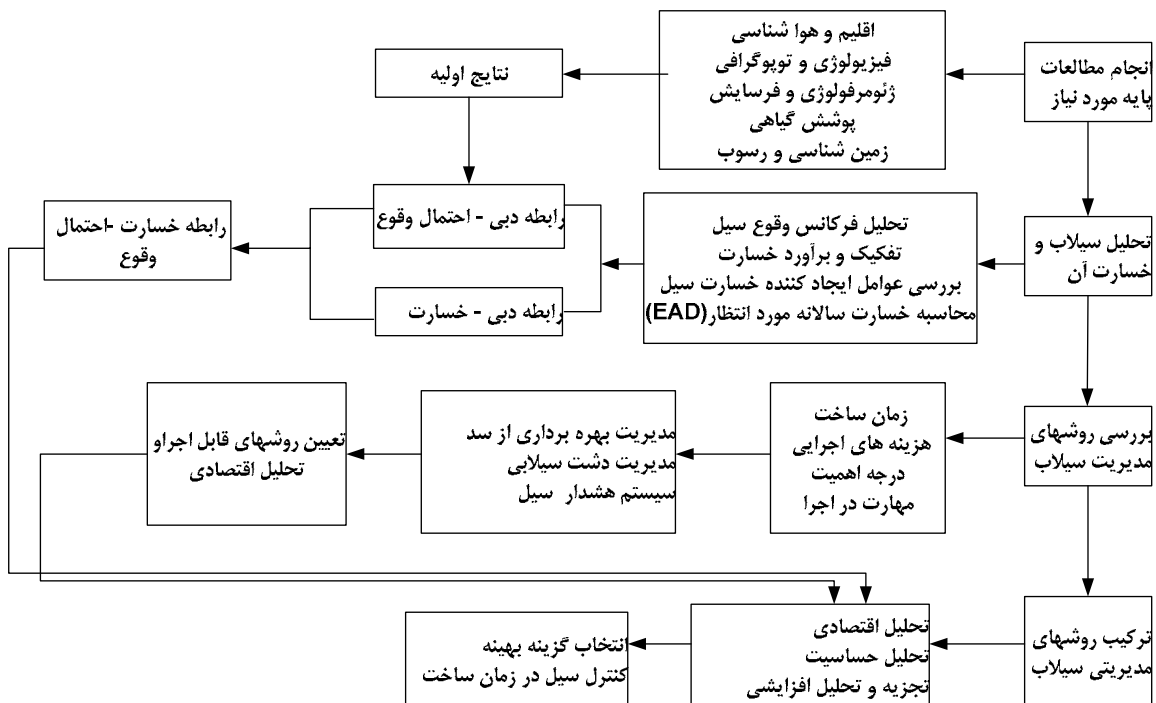 انجام مطالعات
پایه مورد نیاز
اقلیم و هوا شناسی
فیزیولوژی و توپوگرافی
ژئومرفولوژی و فرسایش
پوشش گیاهی
زمین شناسی و رسوب
نتایج اولیه
تحلیل سیلاب و
خسارت آن
تحلیل فرکانس وقوع سیل
تفکیک و برآورد خسارت
بررسی عوامل ایجاد کننده خسارت سیل
محاسبه خسارت سالانه مورد انتظار(EAD)
رابطه دبی - احتمال وقوع
رابطه دبی - خسارت
رابطه خسارت -احتمال
وقوع
بررسی روشهای
مدیریت سیلاب
زمان ساخت
هزینه های اجرایی
درجه اهمیت
مهارت در اجرا
مدیریت بهره برداری از سد
مدیریت دشت سیلابی
سیستم هشدار سیل
تعیین روشهای قابل اجراو
تحلیل اقتصادی
ترکیب روشهای
مدیریتی سیلاب
تحلیل اقتصادی
تحلیل حساسیت
تجزیه و تحلیل افزایشی
انتخاب گزینه بهینه
کنترل سیل در زمان ساخت